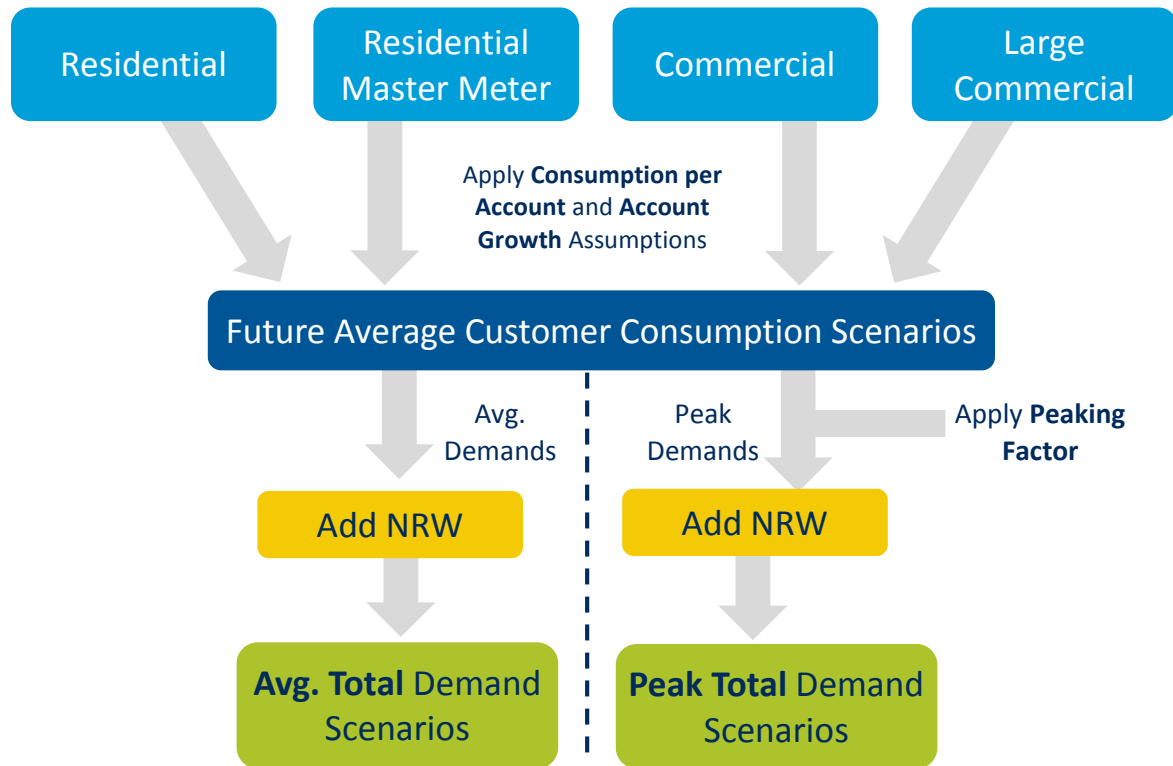 Residential
Residential
Master Meter
Commercial
Large
Commercial
Apply Consumption per
Account and Account
Growth Assumptions
Future Average Customer Consumption Scenarios
Avg.
Demands
Peak
Demands
Apply Peaking
Factor
Add NRW
Add NRW
Avg. Total Demand
Scenarios
Peak Total Demand
Scenarios